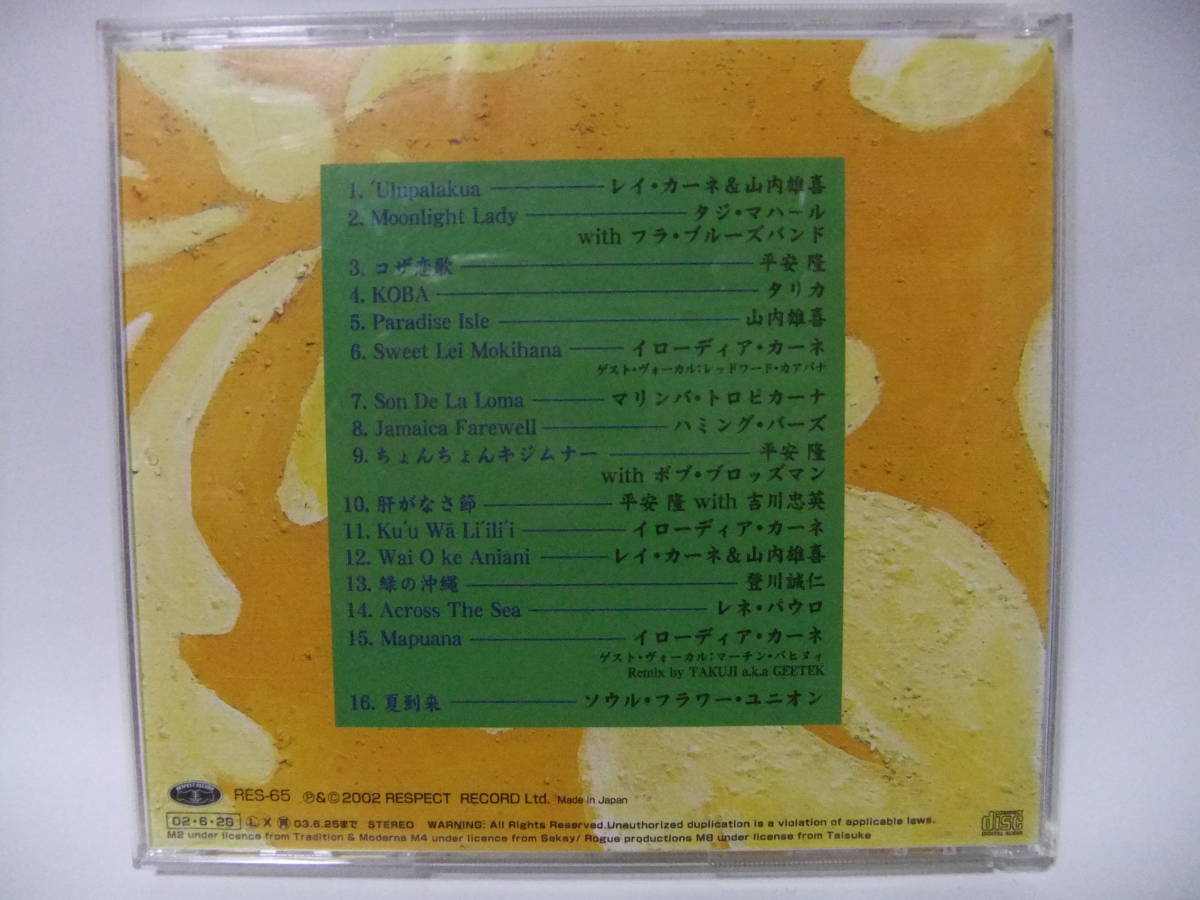 1. 'Ulupalakua レイ・カーネ&山内雄喜
2. Moonlight Lady タジ・マハール
with フラ・ブルーズバンド
3. コザ恋歌 平安 隆
4. KOBA タリカ
5. Paradise Isle 山内雄喜
6. Sweet Lei Mokihana イローディア・カーネ
ゲスト・ヴォーカル:レッドワード・カアパナ
7. Son De La Loma マリンバ・トロピカーナ
8. Jamaica Farewell ハミング・バーズ
9. ちょんちょんキジムナー 平安 隆
with ボブ・ブロッズマン
10. 肝がなさ節 平安 隆 with 吉川忠英
11. Ku'u Wā Li'ili'i イローディア・カーネ
12. Wai O ke Aniani レイ・カーネ&山内雄喜
13. 緑の沖縄 登川誠仁
14. Across The Sea レネ・パウロ
15. Mapuana イローディア・カーネ
ゲスト・ヴォーカル:マーチン・パヒヌィ
Remix by TAKUJI a.k.a GEETEK
16. 夏到来 ソウル・フラワー・ユニオン
RESPECT RECORD RES-65 ℗&©2002 RESPECT RECORD Ltd. Made in Japan
02・6・26 Ⓛ X 再 03.6.25まで STEREO WARNING: All Rights Reserved.Unauthorized duplication is a violation of applicable laws.
M2 under licence from Tradition & Moderne M4 under licence from Sakay/ Rogue productions M8 under license from Taisuke
COMPACT disc DIGITAL AUDIO